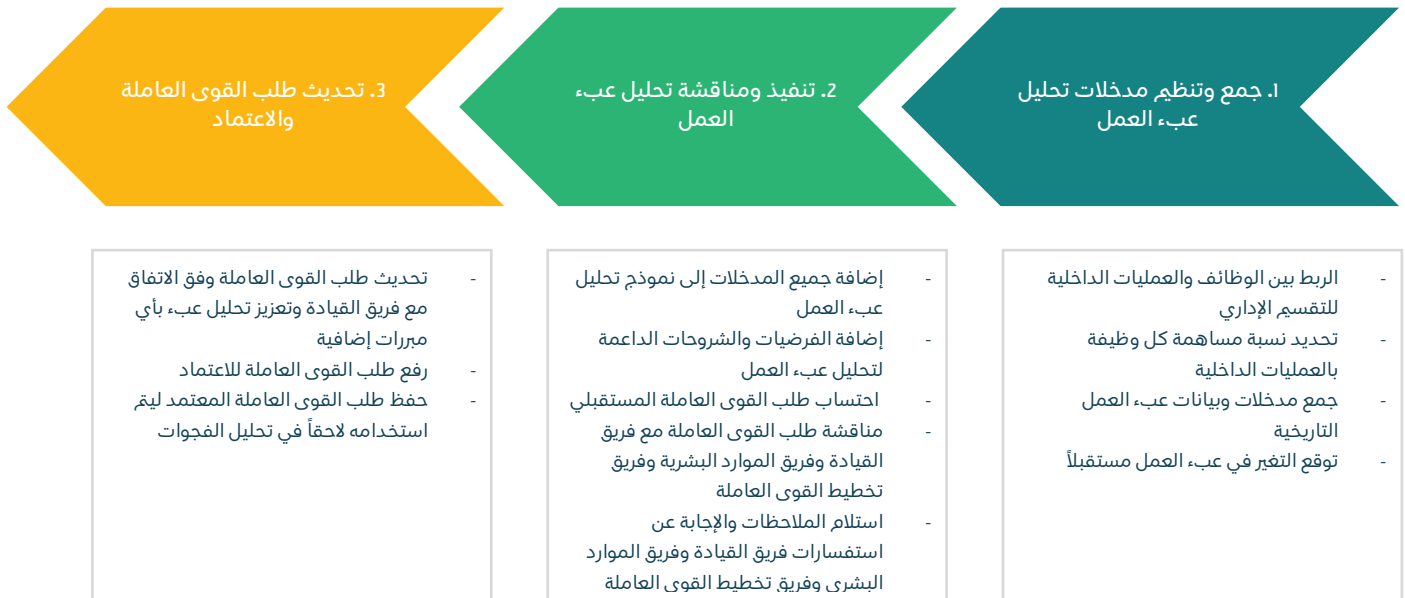 1. جمع وتنظيم مدخلات تحليل
عبء العمل
2. تنفيذ ومناقشة تحليل عبء
العمل
3. تحديث طلب القوى العاملة
والاعتماد
- الربط بين الوظائف والعمليات الداخلية
للتقسيم الإداري
- تحديد نسبة مساهمة كل وظيفة
بالعمليات الداخلية
- جمع مدخلات وبيانات عبء العمل
التاريخية
- توقع التغير في عبء العمل مستقبلاً
- إضافة جميع المدخلات إلى نموذج تحليل
عبء العمل
- إضافة الفرضيات والشروحات الداعمة
لتحليل عبء العمل
- احتساب طلب القوى العاملة المستقبلي
- مناقشة طلب القوى العاملة مع فريق
القيادة وفريق الموارد البشرية وفريق
تخطيط القوى العاملة
- استلام الملاحظات والإجابة عن
استفسارات فريق القيادة وفريق الموارد
البشري وفريق تخطيط القوى العاملة
- تحديث طلب القوى العاملة وفق الاتفاق
مع فريق القيادة وتعزيز تحليل عبء بأي
مبررات إضافية
- رفع طلب القوى العاملة للاعتماد
- حفظ طلب القوى العاملة المعتمد ليتم
استخدامه لاحقاً في تحليل الفجوات